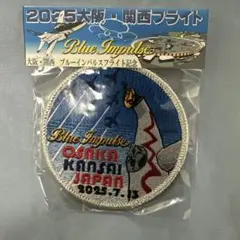 2025大阪・関西フライト
Blue Impulse
大阪・関西 ブルーインパルスフライト記念
Blue Impulse
OSAKA
KANSAI
JAPAN
2025.7.13